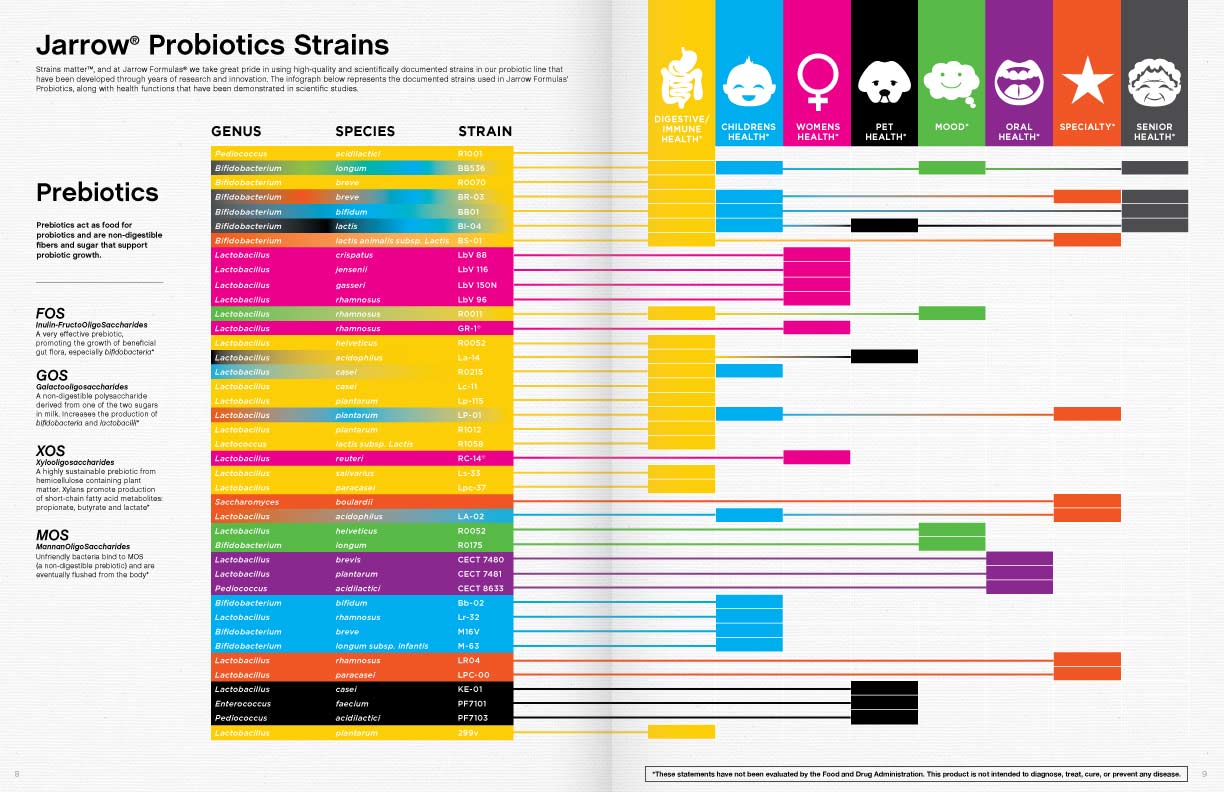 Jarrow® Probiotics Strains
Strains matter™, and at Jarrow Formulas® we take great pride in using high-quality and scientifically documented strains in our probiotic line that
have been developed through years of research and innovation. The infograph below represents the documented strains used in Jarrow Formulas'
Probiotics, along with health functions that have been demonstrated in scientific studies.
DIGESTIVE/
IMMUNE
HEALTH*
CHILDRENS
HEALTH*
WOMENS
HEALTH*
PET
HEALTH*
MOOD*
ORAL
HEALTH*
SPECIALTY*
SENIOR
HEALTH*
Prebiotics
Prebiotics act as food for
probiotics and are non-digestible
fibers and sugar that support
probiotic growth.
FOS
Inulin-FructoOligoSaccharides
A very effective prebiotic,
promoting the growth of beneficial
gut flora, especially bifidobacteria*
GOS
Galactooligosaccharides
A non-digestible polysaccharide
derived from one of the two sugars
in milk. Increases the production of
bifidobacteria and lactobacilli*
XOS
Xylooligosaccharides
A highly sustainable prebiotic from
hemicellulose containing plant
matter. Xylans promote production
of short-chain fatty acid metabolites:
propionate, butyrate and lactate*
MOS
MannanOligoSaccharides
Unfriendly bacteria bind to MOS
(a non-digestible prebiotic) and are
eventually flushed from the body*
GENUS SPECIES STRAIN
Pediococcus acidilactici R1001
Bifidobacterium longum BB536
Bifidobacterium breve R0070
Bifidobacterium breve BR-03
Bifidobacterium bifidum BB01
Bifidobacterium lactis BI-04
Bifidobacterium lactis animalis subsp. Lactis BS-01
Lactobacillus crispatus LbV 88
Lactobacillus jensenii LbV 116
Lactobacillus gasseri LbV 150N
Lactobacillus rhamnosus LbV 96
Lactobacillus rhamnosus R0011
Lactobacillus rhamnosus GR-1®
Lactobacillus helveticus R0052
Lactobacillus acidophilus La-14
Lactobacillus casei R0215
Lactobacillus casei Lc-11
Lactobacillus plantarum Lp-115
Lactobacillus plantarum LP-01
Lactobacillus plantarum R1012
Lactococcus lactis subsp. Lactis R1058
Lactobacillus reuteri RC-14®
Lactobacillus salivarius Ls-33
Lactobacillus paracasei Lpc-37
Saccharomyces boulardii
Lactobacillus acidophilus LA-02
Lactobacillus helveticus R0052
Bifidobacterium longum R0175
Lactobacillus brevis CECT 7480
Lactobacillus plantarum CECT 7481
Pediococcus acidilactici CECT 8633
Bifidobacterium bifidum Bb-02
Lactobacillus rhamnosus Lr-32
Bifidobacterium breve M16V
Bifidobacterium longum subsp. infantis M-63
Lactobacillus rhamnosus LR04
Lactobacillus paracasei LPC-00
Lactobacillus casei KE-01
Enterococcus faecium PF7101
Pediococcus acidilactici PF7103
Lactobacillus plantarum 299v
8
*These statements have not been evaluated by the Food and Drug Administration. This product is not intended to diagnose, treat, cure, or prevent any disease.
9